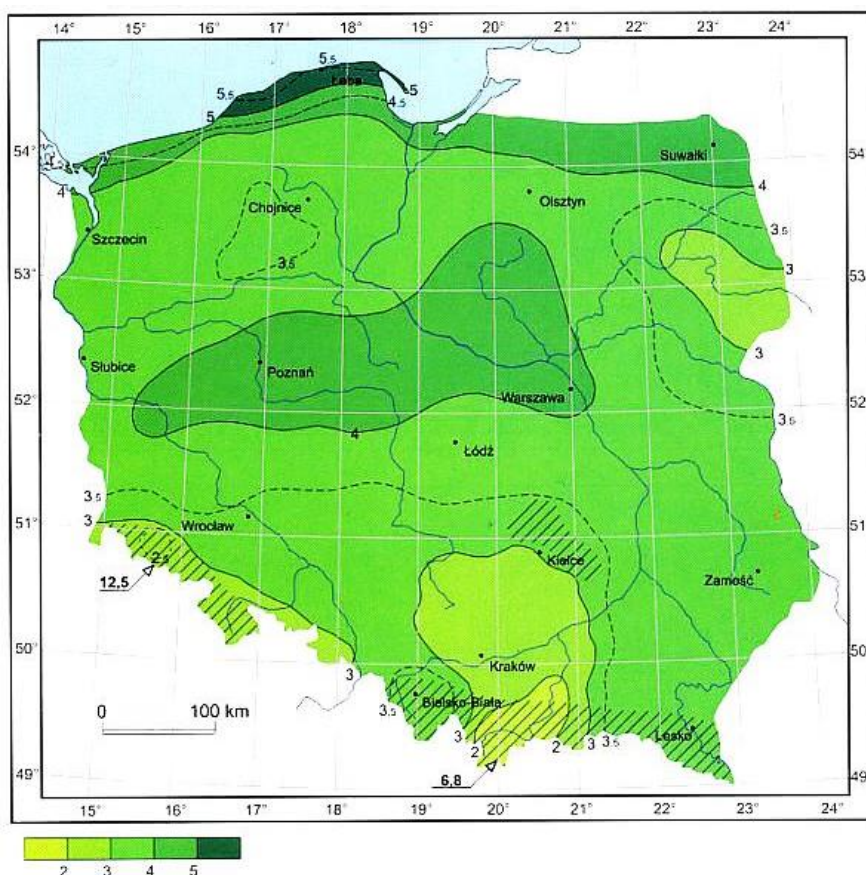 14° 15° 16° 17° 18° 19° 20° 21° 22° 23° 24°
5.5
5.5
Łeba
5
5
4.5
54°
Suwałki
54°
4
4
Chojnice
Olsztyn
3.5
Szczecin
3.5
53°
3
53°
Słubice
Poznań
3
52°
Warszawa
52°
3.5
4
Łódź
3.5
51°
3
Wrocław
51°
2.5
Kielce
12,5
Zamość
50°
50°
Kraków
3
Bielsko-Biała
0 100 km
3.5
Lesko
3
2
2
3
3.5
49°
6,8
49°
15° 16° 17° 18° 19° 20° 21° 22° 23° 24°
2 3 4 5